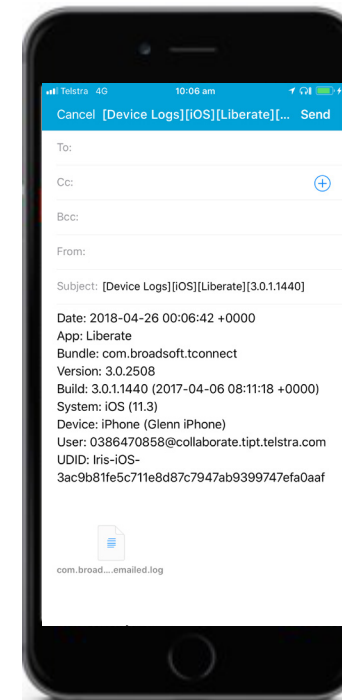 Telstra 4G 10:06 am
Cancel [Device Logs][iOS][Liberate][... Send
To:
Cc:
Bcc:
From:
Subject: [Device Logs][iOS][Liberate][3.0.1.1440]
Date: 2018-04-26 00:06:42 +0000
App: Liberate
Bundle: com.broadsoft.tconnect
Version: 3.0.2508
Build: 3.0.1.1440 (2017-04-06 08:11:18 +0000)
System: iOS (11.3)
Device: iPhone (Glenn iPhone)
User: 0386470858@collaborate.tipt.telstra.com
UDID: Iris-iOS-
3ac9b81fe5c711e8d87c7947ab9399747efa0aaf
com.broad....emailed.log